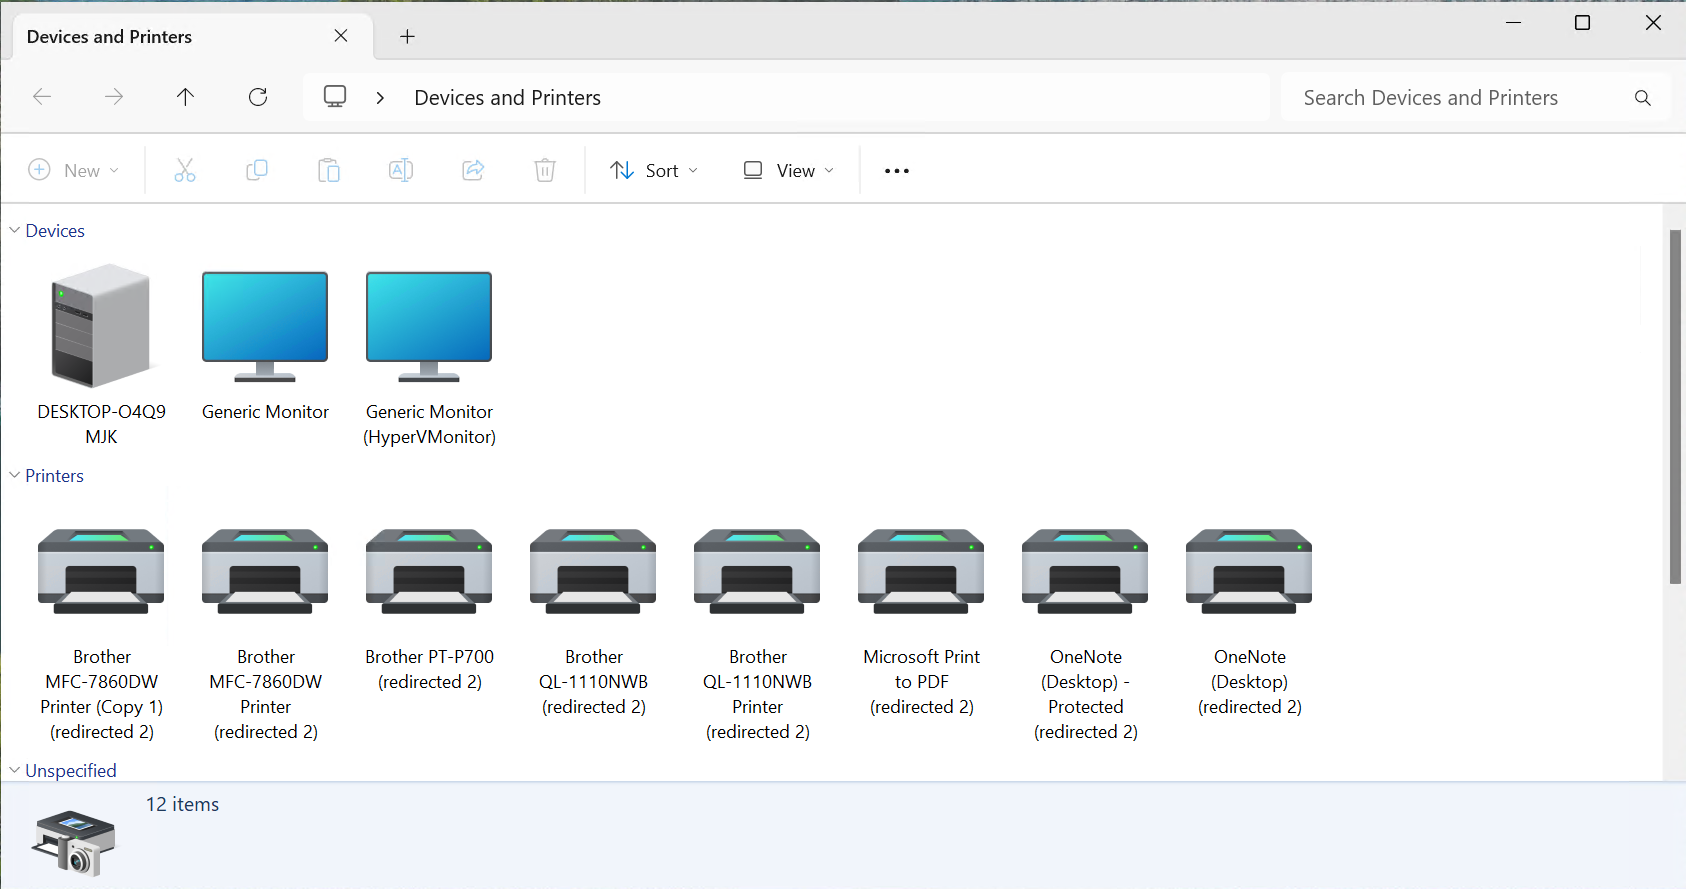 Devices and Printers
Devices and Printers
Search Devices and Printers
New
Sort
View
Devices
DESKTOP-O4Q9
MJK
Generic Monitor
Generic Monitor
(HyperVMonitor)
Printers
Brother
MFC-7860DW
Printer (Copy 1)
(redirected 2)
Brother
MFC-7860DW
Printer
(redirected 2)
Brother PT-P700
(redirected 2)
Brother
QL-1110NWB
(redirected 2)
Brother
QL-1110NWB
Printer
(redirected 2)
Microsoft Print
to PDF
(redirected 2)
OneNote
(Desktop) -
Protected
(redirected 2)
OneNote
(Desktop)
(redirected 2)
Unspecified
12 items